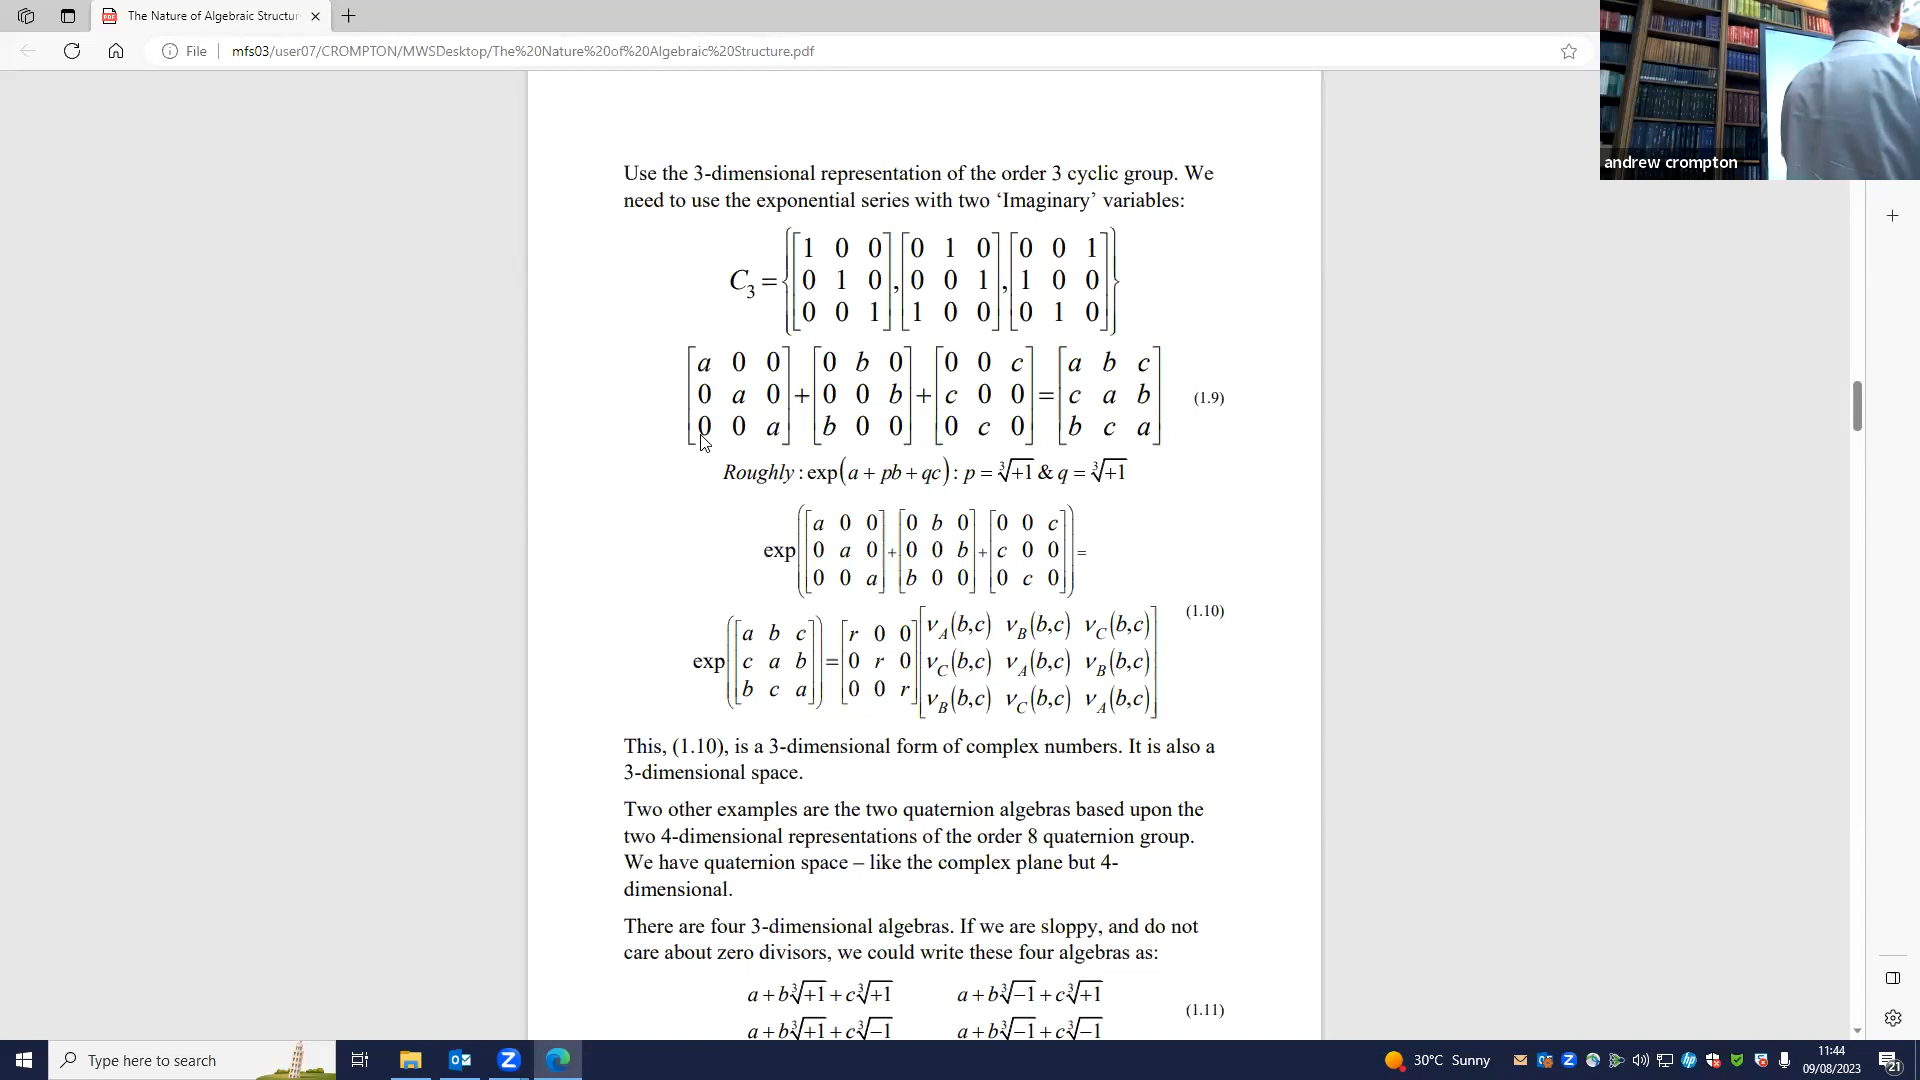 The Nature of Algebraic Structur
File mfs03/user07/CROMPTON/MWSDesktop/The%20Nature%20of%20Algebraic%20Structure.pdf
andrew crompton
Use the 3-dimensional representation of the order 3 cyclic group. We
need to use the exponential series with two ‘Imaginary’ variables:
C₃ = {[1 0 0; 0 1 0; 0 0 1], [0 1 0; 0 0 1; 1 0 0], [0 0 1; 1 0 0; 0 1 0]}
[a 0 0; 0 a 0; 0 0 a] + [0 b 0; 0 0 b; b 0 0] + [0 0 c; c 0 0; 0 c 0] = [a b c; c a b; b c a] (1.9)
Roughly : exp(a + pb + qc) : p = ∛+1 & q = ∛+1
exp([a 0 0; 0 a 0; 0 0 a] + [0 b 0; 0 0 b; b 0 0] + [0 0 c; c 0 0; 0 c 0]) =
(1.10)
exp([a b c; c a b; b c a]) = [r 0 0; 0 r 0; 0 0 r] [ν_A(b,c) ν_B(b,c) ν_C(b,c); ν_C(b,c) ν_A(b,c) ν_B(b,c); ν_B(b,c) ν_C(b,c) ν_A(b,c)]
This, (1.10), is a 3-dimensional form of complex numbers. It is also a
3-dimensional space.
Two other examples are the two quaternion algebras based upon the
two 4-dimensional representations of the order 8 quaternion group.
We have quaternion space – like the complex plane but 4-
dimensional.
There are four 3-dimensional algebras. If we are sloppy, and do not
care about zero divisors, we could write these four algebras as:
a + b∛+1 + c∛+1 a + b∛−1 + c∛+1
(1.11)
a + b∛+1 + c∛−1 a + b∛−1 + c∛−1
Type here to search
30°C Sunny
11:44
09/08/2023
21